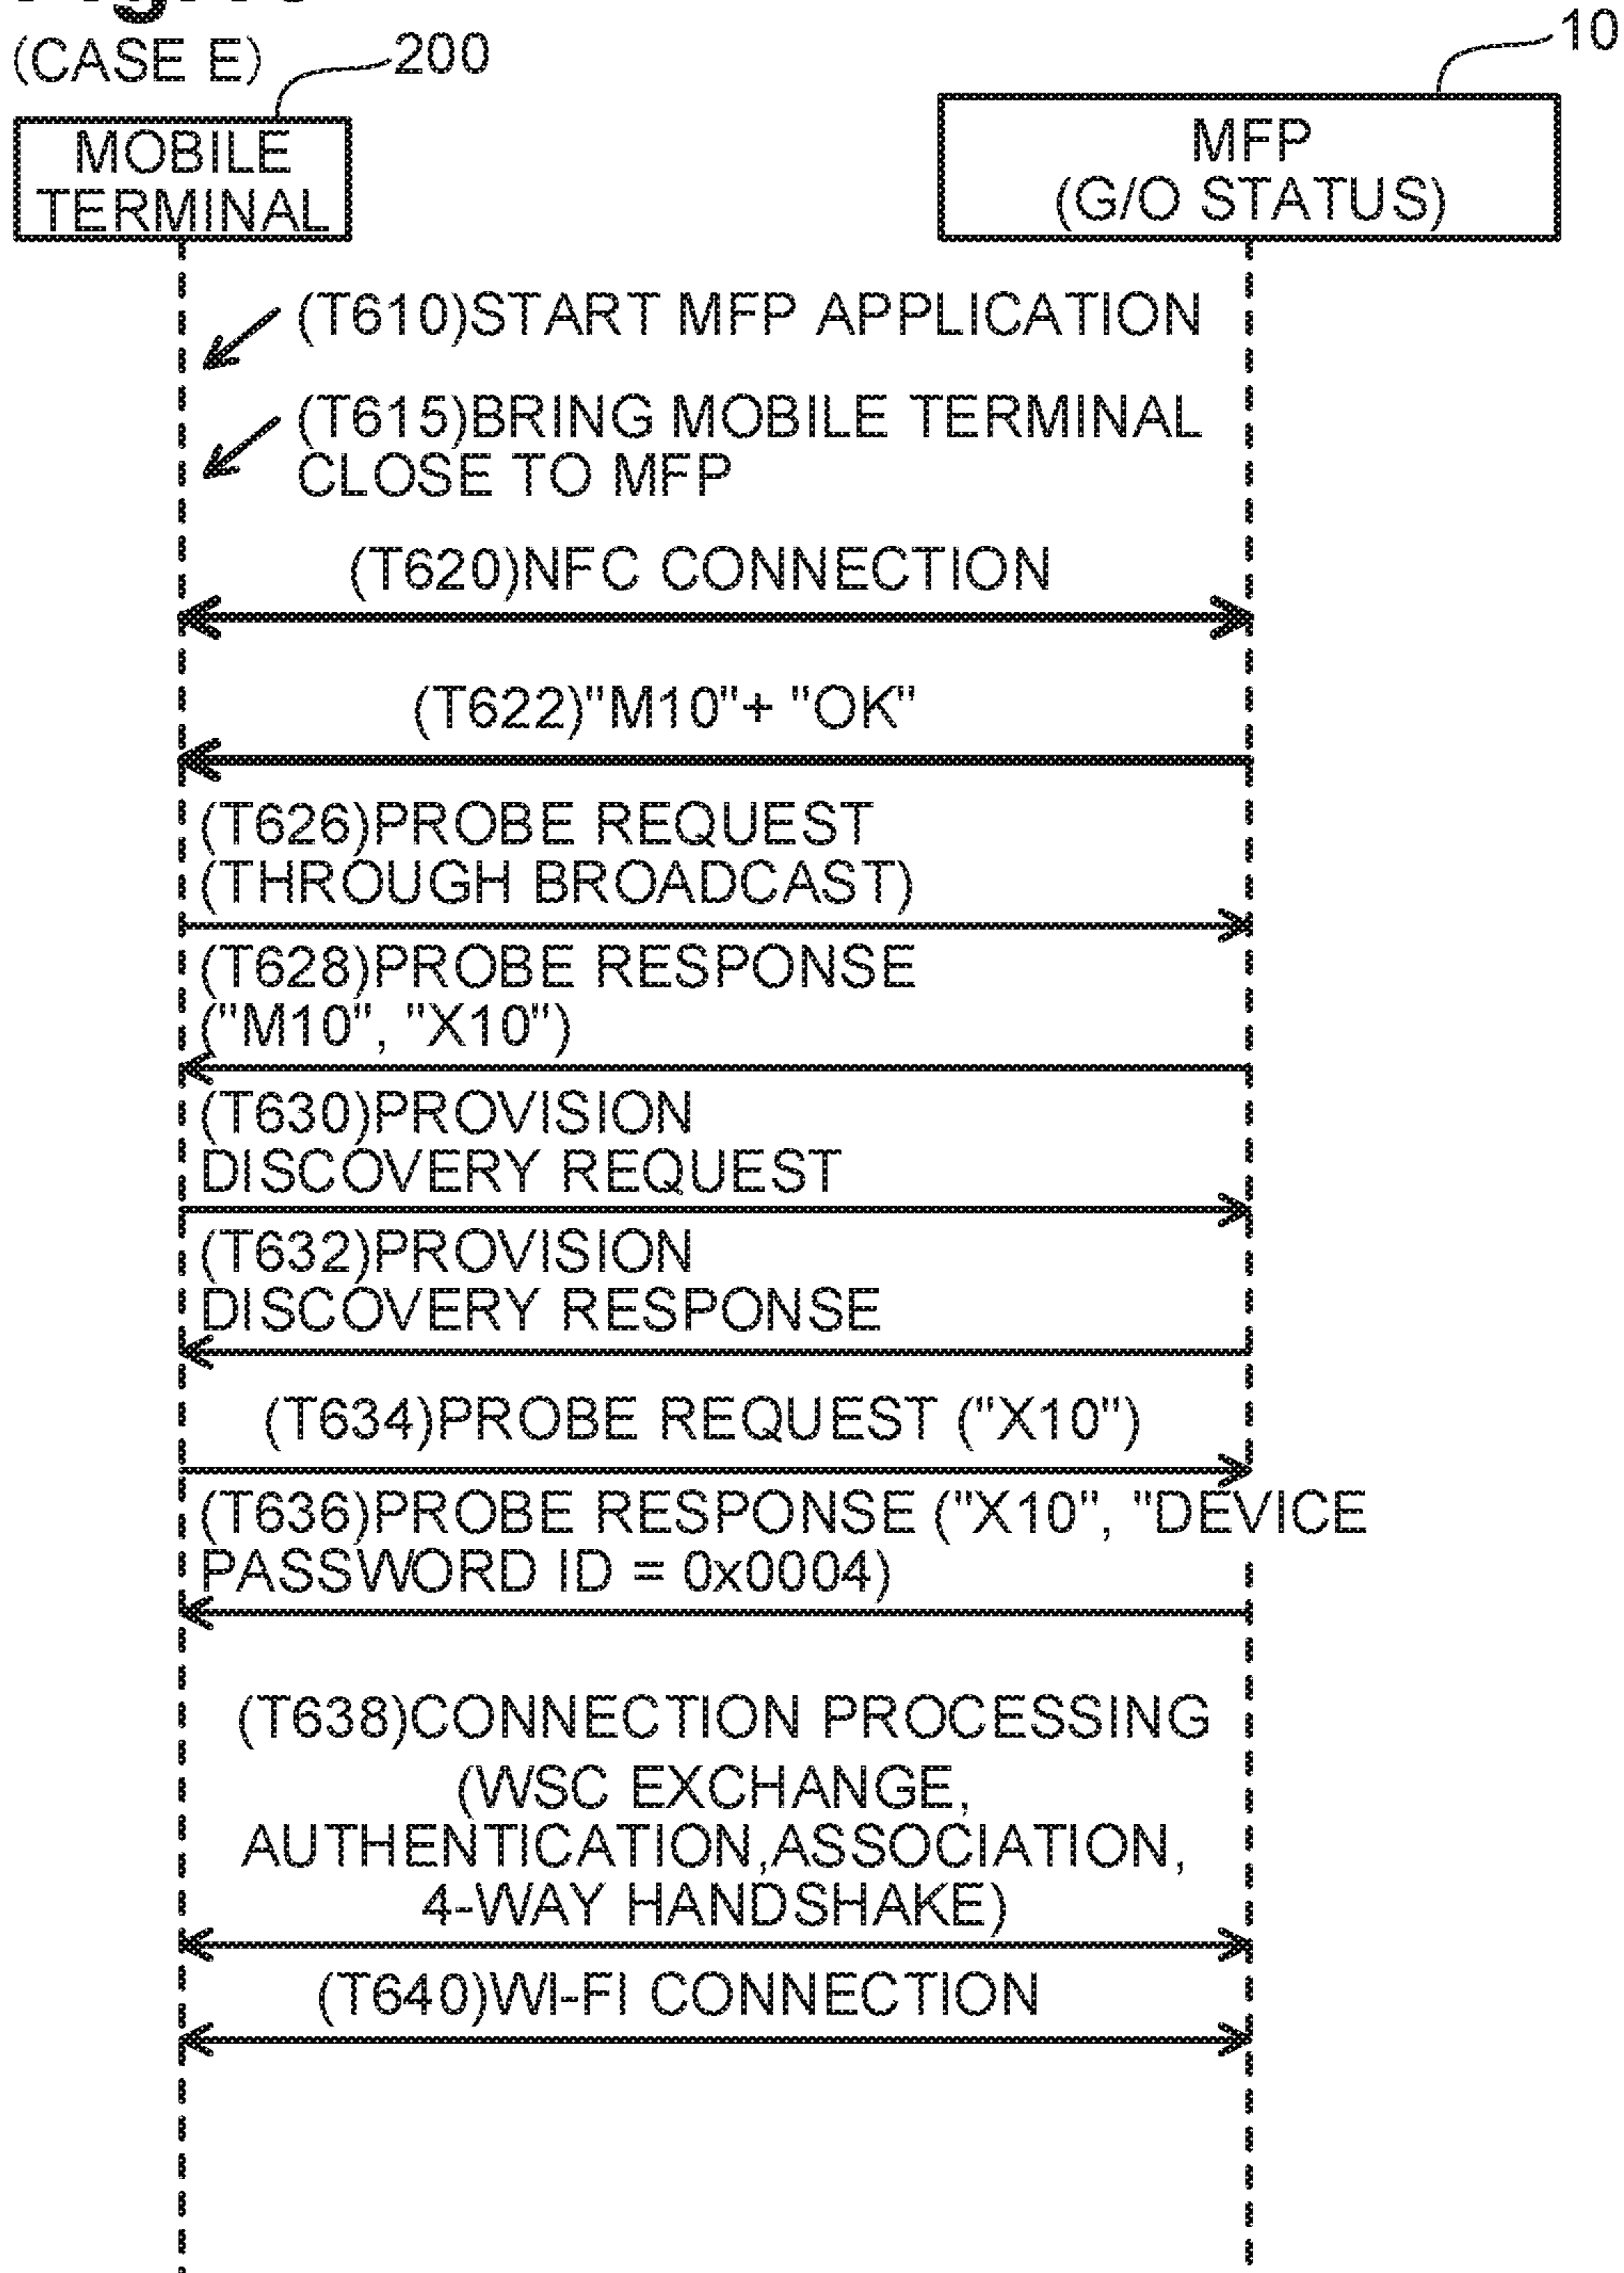 (CASE E)
200
10
MOBILE
TERMINAL
MFP
(G/O STATUS)
(T610)START MFP APPLICATION
(T615)BRING MOBILE TERMINAL
CLOSE TO MFP
(T620)NFC CONNECTION
(T622)"M10"+ "OK"
(T626)PROBE REQUEST
(THROUGH BROADCAST)
(T628)PROBE RESPONSE
("M10", "X10")
(T630)PROVISION
DISCOVERY REQUEST
(T632)PROVISION
DISCOVERY RESPONSE
(T634)PROBE REQUEST ("X10")
(T636)PROBE RESPONSE ("X10", "DEVICE
PASSWORD ID = 0x0004)
(T638)CONNECTION PROCESSING
(WSC EXCHANGE,
AUTHENTICATION,ASSOCIATION,
4-WAY HANDSHAKE)
(T640)WI-FI CONNECTION